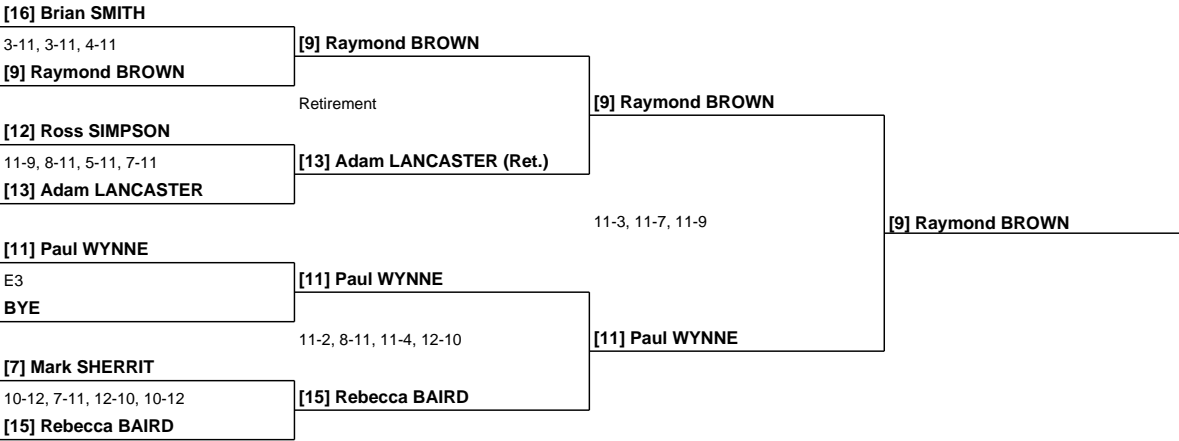 [16] Brian SMITH
3-11, 3-11, 4-11
[9] Raymond BROWN
[9] Raymond BROWN
Retirement
[9] Raymond BROWN
[12] Ross SIMPSON
11-9, 8-11, 5-11, 7-11
[13] Adam LANCASTER (Ret.)
[13] Adam LANCASTER
11-3, 11-7, 11-9
[9] Raymond BROWN
[11] Paul WYNNE
E3
[11] Paul WYNNE
BYE
11-2, 8-11, 11-4, 12-10
[11] Paul WYNNE
[7] Mark SHERRIT
10-12, 7-11, 12-10, 10-12
[15] Rebecca BAIRD
[15] Rebecca BAIRD